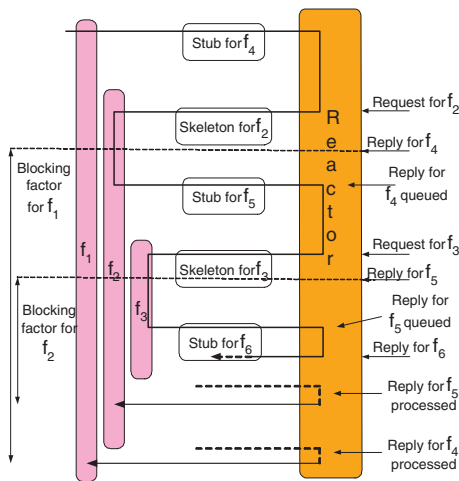 Stub for f4
Reactor
Request for f2
Skeleton for f2
Reply for f4
Blocking factor for f1
Reply for f4 queued
Stub for f5
f1
f2
f3
Request for f3
Skeleton for f3
Reply for f5
Blocking factor for f2
Reply for f5 queued
Stub for f6
Reply for f6
Reply for f5 processed
Reply for f4 processed